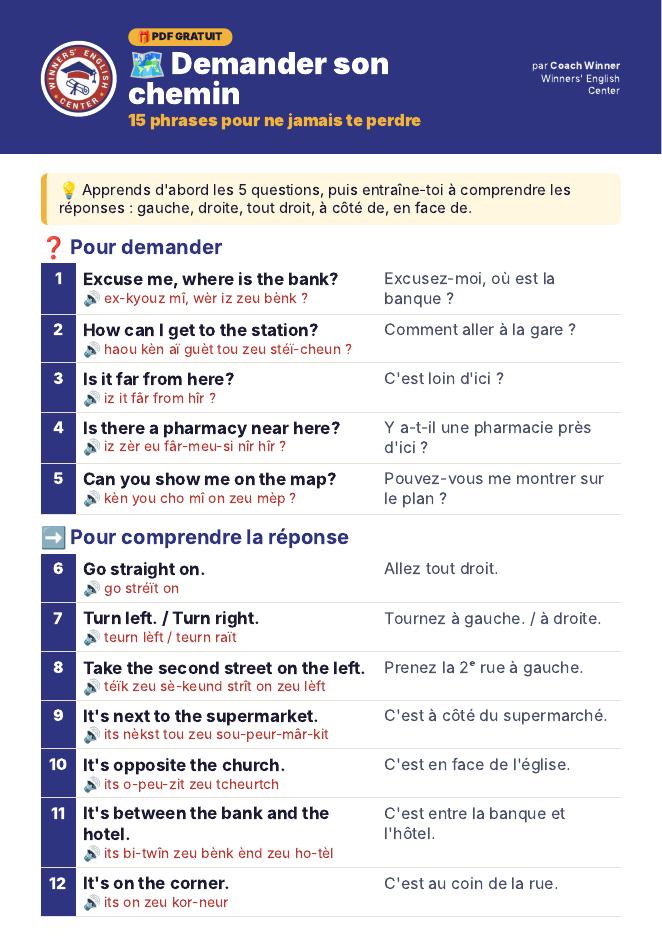 🎁 PDF GRATUIT
WINNERS' ENGLISH
CENTER
🗺️ Demander son
chemin
15 phrases pour ne jamais te perdre
par Coach Winner
Winners' English
Center
💡 Apprends d'abord les 5 questions, puis entraîne-toi à comprendre les
réponses : gauche, droite, tout droit, à côté de, en face de.
❓ Pour demander
1 Excuse me, where is the bank? Excusez-moi, où est la
🔊 ex-kyouz mî, wèr iz zeu bènk ? banque ?
2 How can I get to the station? Comment aller à la gare ?
🔊 haou kèn aï guèt tou zeu stéï-cheun ?
3 Is it far from here? C'est loin d'ici ?
🔊 iz it fâr from hîr ?
4 Is there a pharmacy near here? Y a-t-il une pharmacie près
🔊 iz zèr eu fâr-meu-si nîr hîr ? d'ici ?
5 Can you show me on the map? Pouvez-vous me montrer sur
🔊 kèn you cho mî on zeu mèp ? le plan ?
➡️ Pour comprendre la réponse
6 Go straight on. Allez tout droit.
🔊 go stréït on
7 Turn left. / Turn right. Tournez à gauche. / à droite.
🔊 teurn lèft / teurn raït
8 Take the second street on the left. Prenez la 2ᵉ rue à gauche.
🔊 téïk zeu sè-keund strît on zeu lèft
9 It's next to the supermarket. C'est à côté du supermarché.
🔊 its nèkst tou zeu sou-peur-mâr-kit
10 It's opposite the church. C'est en face de l'église.
🔊 its o-peu-zit zeu tcheurtch
11 It's between the bank and the C'est entre la banque et
hotel. l'hôtel.
🔊 its bi-twîn zeu bènk ènd zeu ho-tèl
12 It's on the corner. C'est au coin de la rue.
🔊 its on zeu kor-neur